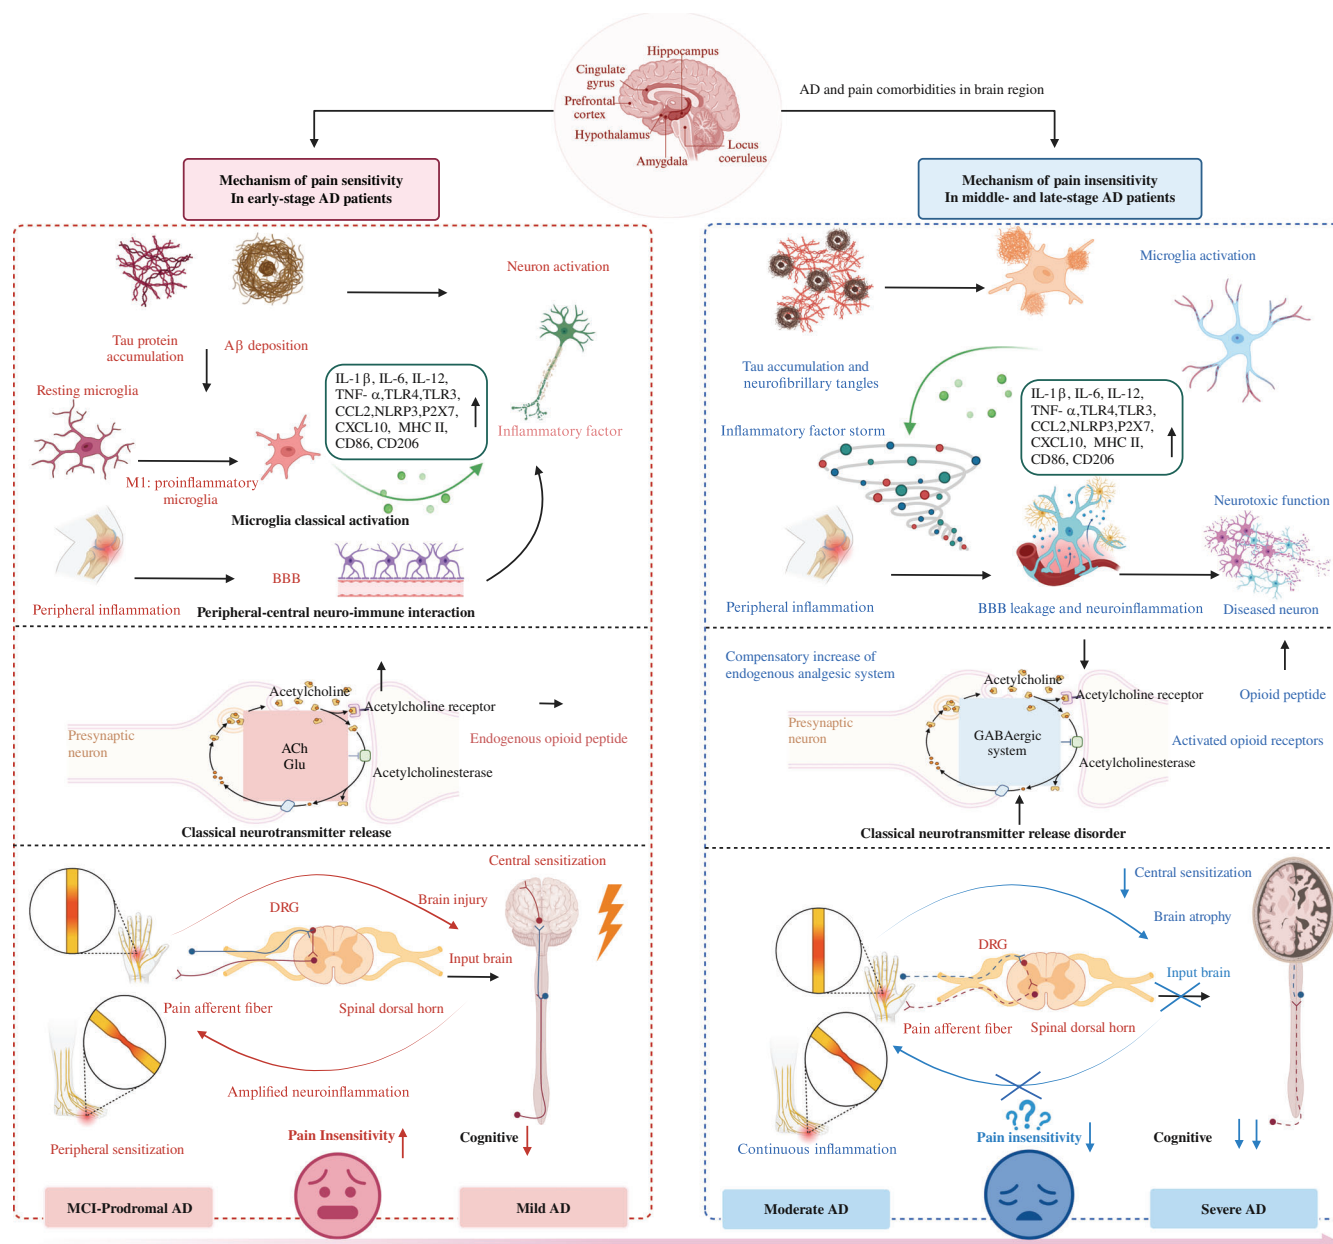 Hippocampus
Cingulate
gyrus
Prefrontal
cortex
Hypothalamus
Amygdala
Locus
coeruleus
AD and pain comorbidities in brain region
Mechanism of pain sensitivity
In early-stage AD patients
Mechanism of pain insensitivity
In middle- and late-stage AD patients
Neuron activation
Tau protein
accumulation
Aβ deposition
Resting microglia
IL-1β, IL-6, IL-12,
TNF- α,TLR4,TLR3,
CCL2,NLRP3,P2X7,
CXCL10, MHC II,
CD86, CD206
Inflammatory factor
M1: proinflammatory
microglia
Microglia classical activation
BBB
Peripheral inflammation
Peripheral-central neuro-immune interaction
Acetylcholine
Acetylcholine receptor
Presynaptic
neuron
ACh
Glu
Endogenous opioid peptide
Acetylcholinesterase
Classical neurotransmitter release
Central sensitization
Brain injury
DRG
Input brain
Pain afferent fiber
Spinal dorsal horn
Amplified neuroinflammation
Peripheral sensitization
Pain Insensitivity
Cognitive
MCI-Prodromal AD
Mild AD
Microglia activation
Tau accumulation and
neurofibrillary tangles
IL-1β, IL-6, IL-12,
TNF- α,TLR4,TLR3,
CCL2,NLRP3,P2X7,
CXCL10, MHC II,
CD86, CD206
Inflammatory factor storm
Neurotoxic function
Peripheral inflammation
BBB leakage and neuroinflammation
Diseased neuron
Compensatory increase of
endogenous analgesic system
Acetylcholine
Acetylcholine receptor
Opioid peptide
Presynaptic
neuron
GABAergic
system
Activated opioid receptors
Acetylcholinesterase
Classical neurotransmitter release disorder
Central sensitization
Brain atrophy
DRG
Input brain
Pain afferent fiber
Spinal dorsal horn
???
Continuous inflammation
Pain insensitivity
Cognitive
Moderate AD
Severe AD